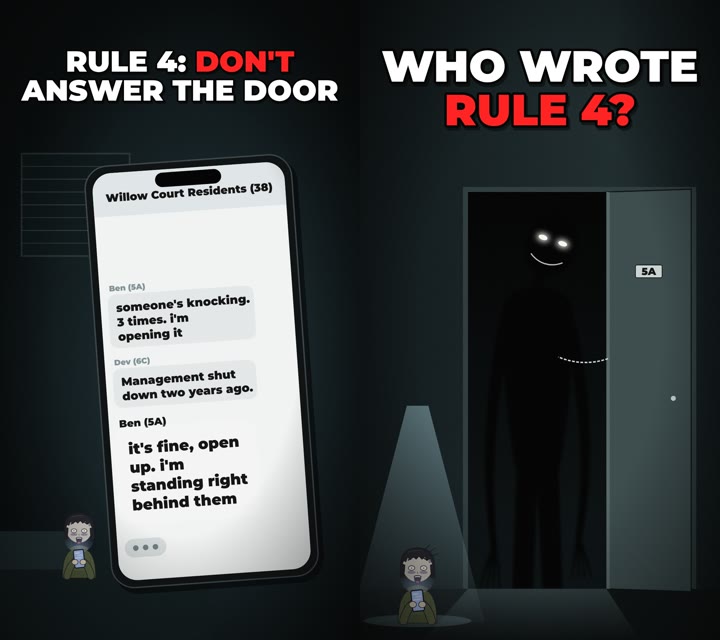 RULE 4: DON'T
ANSWER THE DOOR
Willow Court Residents (38)
Ben (5A)
someone's knocking.
3 times. i'm
opening it
Dev (6C)
Management shut
down two years ago.
Ben (5A)
it's fine, open
up. i'm
standing right
behind them
WHO WROTE
RULE 4?
5A